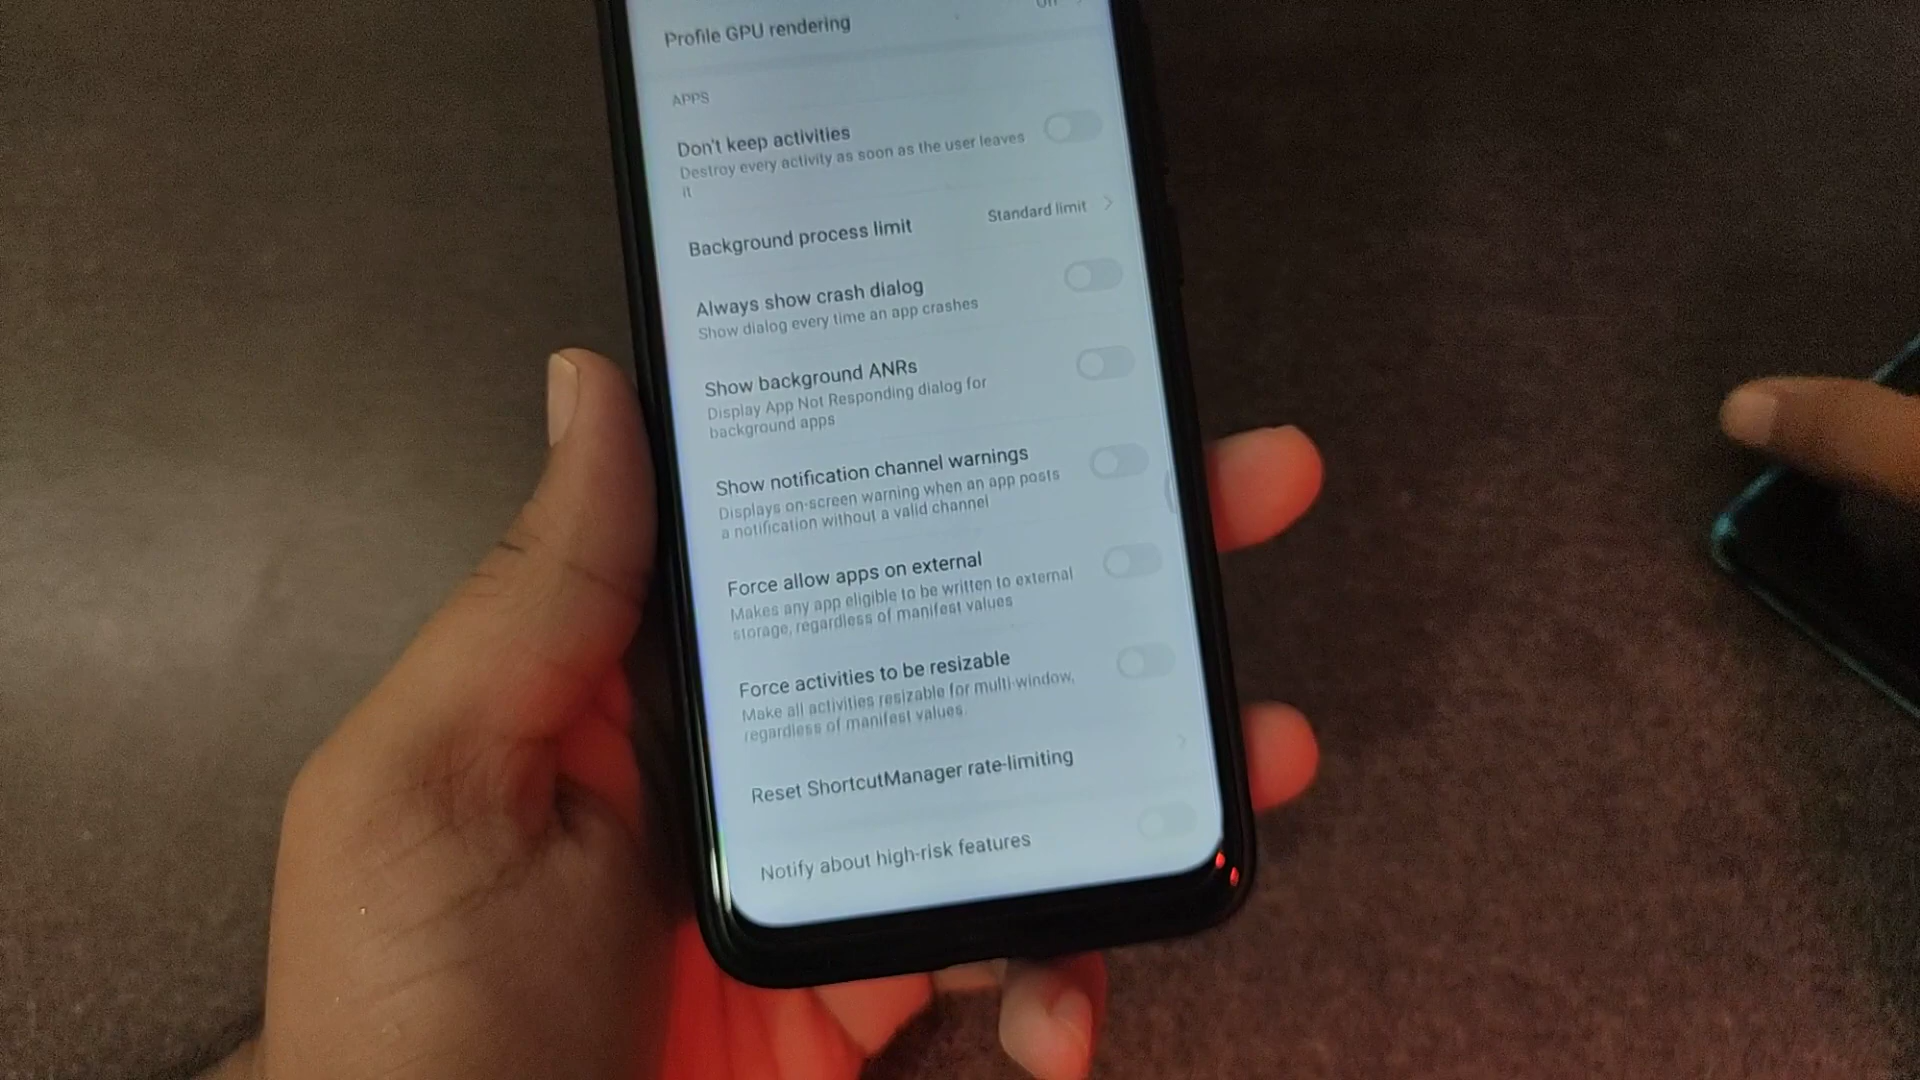 Profile GPU rendering
APPS
Don't keep activities
Destroy every activity as soon as the user leaves
it
Background process limit
Standard limit
Always show crash dialog
Show dialog every time an app crashes
Show background ANRs
Display App Not Responding dialog for
background apps
Show notification channel warnings
Displays on-screen warning when an app posts
a notification without a valid channel
Force allow apps on external
Makes any app eligible to be written to external
storage, regardless of manifest values
Force activities to be resizable
Make all activities resizable for multi-window,
regardless of manifest values.
Reset ShortcutManager rate-limiting
Notify about high-risk features